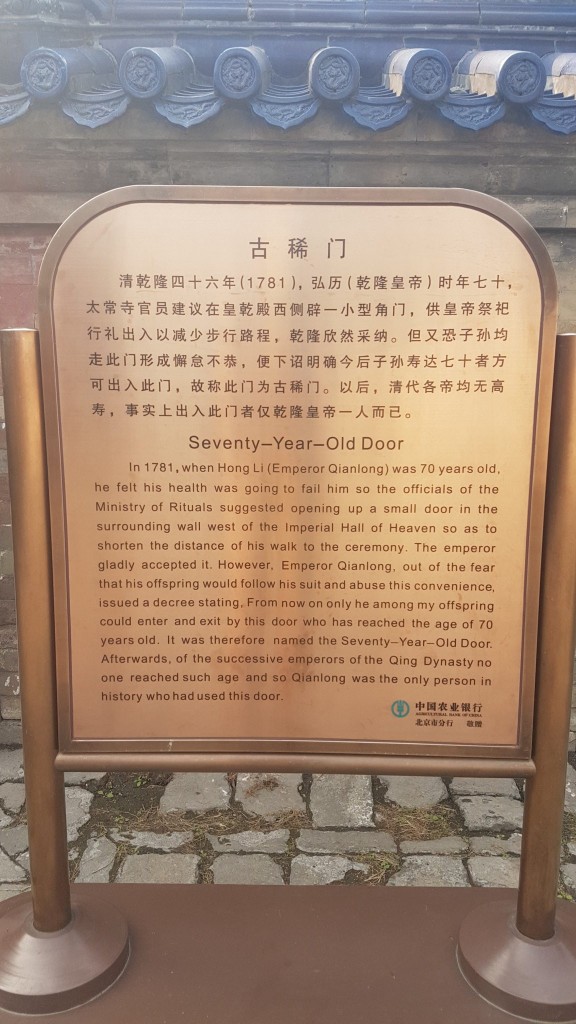 古稀门
清乾隆四十六年(1781)，弘历(乾隆皇帝)时年七十，
太常寺官员建议在皇乾殿西侧辟一小型角门，供皇帝祭祀
行礼出入以减少步行路程，乾隆欣然采纳。但又恐子孙均
走此门形成懈怠不恭，便下诏明确今后子孙寿达七十者方
可出入此门，故称此门为古稀门。以后，清代各帝均无高
寿，事实上出入此门者仅乾隆皇帝一人而已。
Seventy-Year-Old Door
In 1781, when Hong Li (Emperor Qianlong) was 70 years old,
he felt his health was going to fail him so the officials of the
Ministry of Rituals suggested opening up a small door in the
surrounding wall west of the Imperial Hall of Heaven so as to
shorten the distance of his walk to the ceremony. The emperor
gladly accepted it. However, Emperor Qianlong, out of the fear
that his offspring would follow his suit and abuse this convenience,
issued a decree stating, From now on only he among my offspring
could enter and exit by this door who has reached the age of 70
years old. It was therefore named the Seventy-Year-Old Door.
Afterwards, of the successive emperors of the Qing Dynasty no
one reached such age and so Qianlong was the only person in
history who had used this door.
中国农业银行
AGRICULTURAL BANK OF CHINA
北京市分行 敬赠